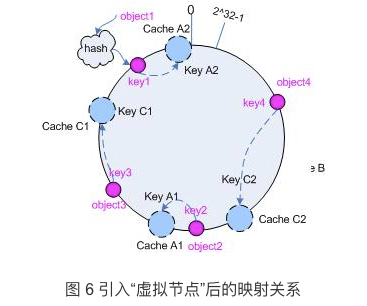 object1
0
2^32-1
Cache A2
hash
Key A2
key1
object4
key4
Key C1
Cache C1
e B
key3
Key C2
Key A1
object3
key2
Cache C2
Cache A1
object2
图 6 引入“虚拟节点”后的映射关系